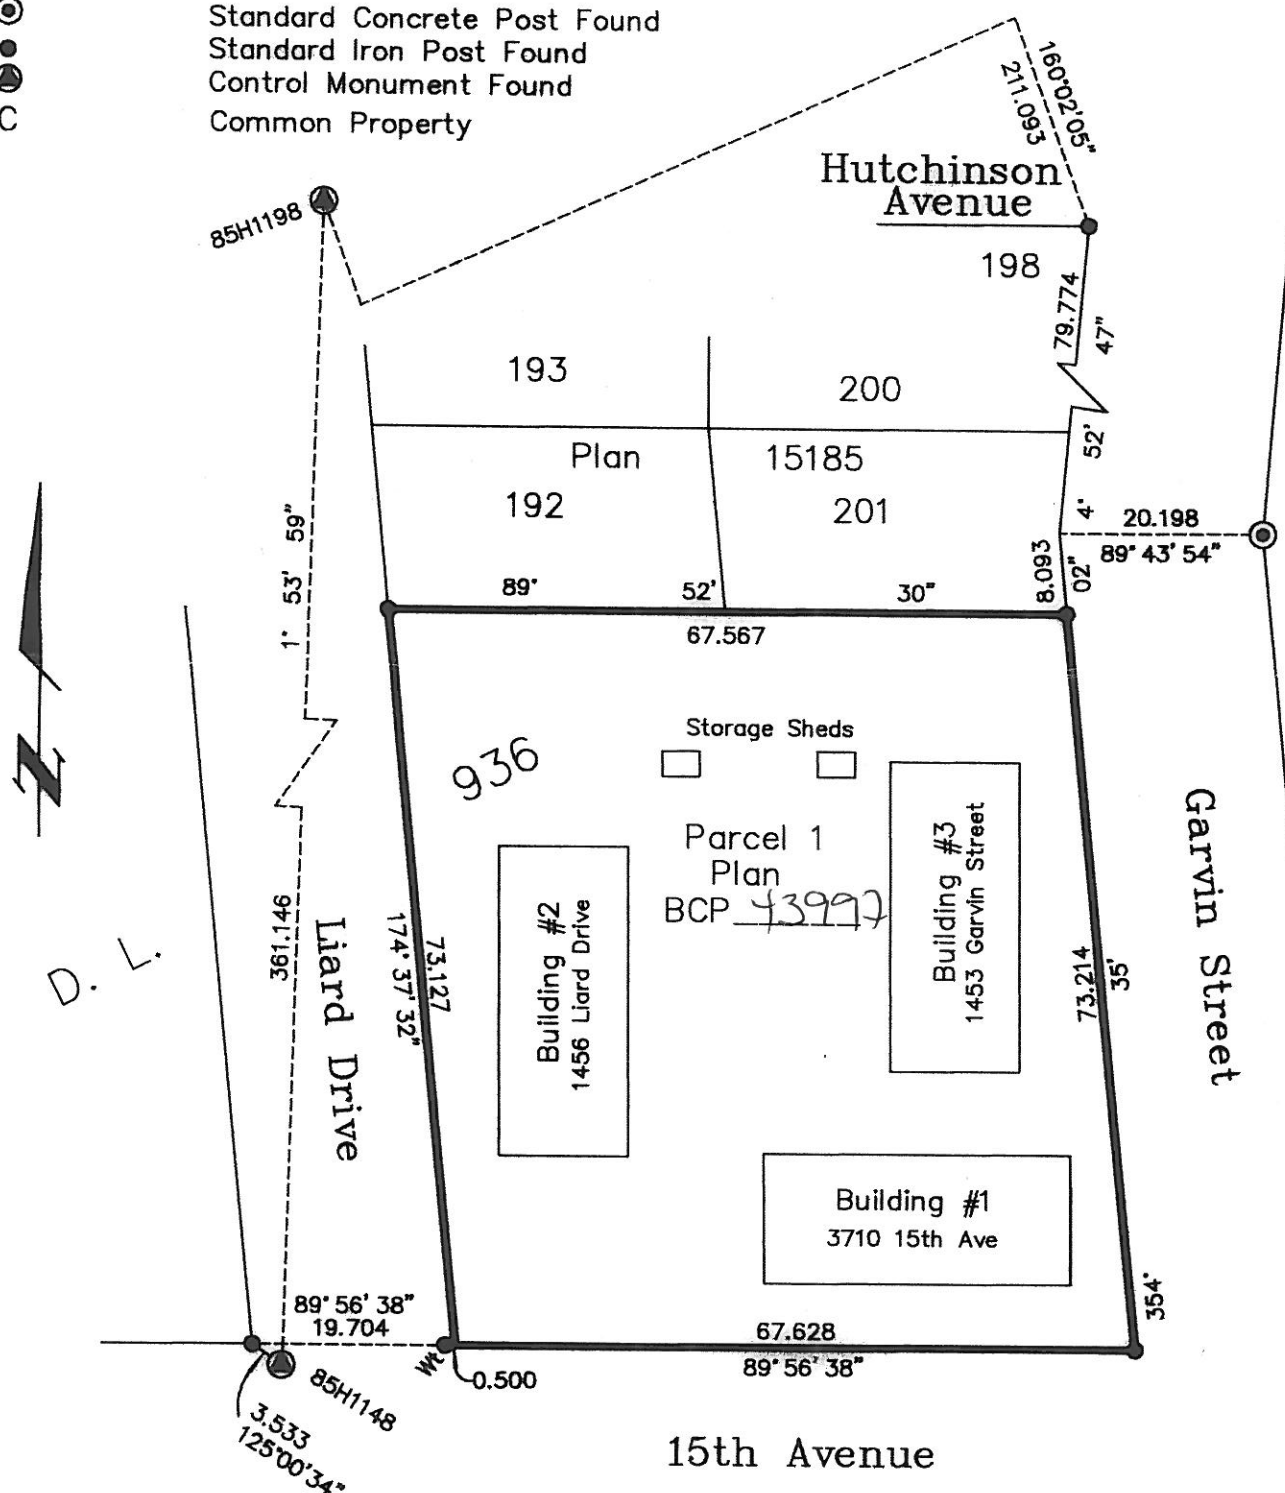 Standard Concrete Post Found
Standard Iron Post Found
Control Monument Found
C Common Property
160°02'05"
211.093
Hutchinson
Avenue
85H1198
198
79.774
47"
193
200
Plan 15185
52'
192
201
4°
20.198
89° 43' 54"
8.093
02"
1° 53' 59"
89° 52' 30"
67.567
Storage Sheds
936
Parcel 1
Plan
BCP 43997
Building #3
1453 Garvin Street
Building #2
1456 Liard Drive
Garvin Street
N
361.146
Liard Drive
73.127
174° 37' 32"
73.214
35'
D. L.
Building #1
3710 15th Ave
354°
89° 56' 38"
19.704
67.628
89° 56' 38"
Wt
0.500
85H1148
3.533
125°00'34"
15th Avenue